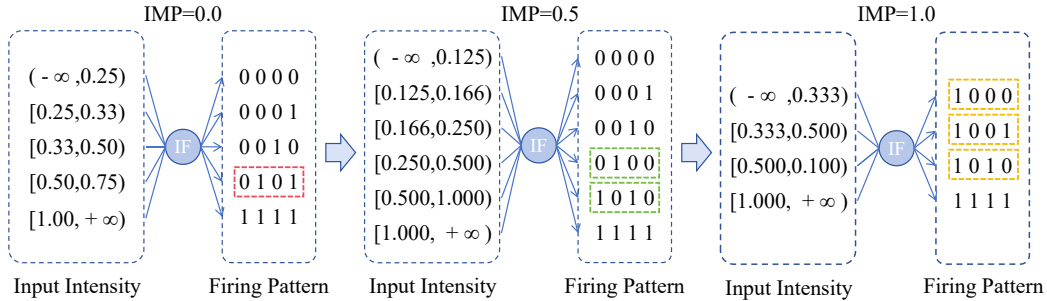 IMP=0.0
( - ∞ ,0.25)
[0.25,0.33)
[0.33,0.50)
[0.50,0.75)
[1.00, + ∞)
IF
0 0 0 0
0 0 0 1
0 0 1 0
0 1 0 1
1 1 1 1
Input Intensity
Firing Pattern
IMP=0.5
( - ∞ ,0.125)
[0.125,0.166)
[0.166,0.250)
[0.250,0.500)
[0.500,1.000)
[1.000, + ∞ )
IF
0 0 0 0
0 0 0 1
0 0 1 0
0 1 0 0
1 0 1 0
1 1 1 1
Input Intensity
Firing Pattern
IMP=1.0
( - ∞ ,0.333)
[0.333,0.500)
[0.500,0.100)
[1.000, + ∞)
IF
1 0 0 0
1 0 0 1
1 0 1 0
1 1 1 1
Input Intensity
Firing Pattern